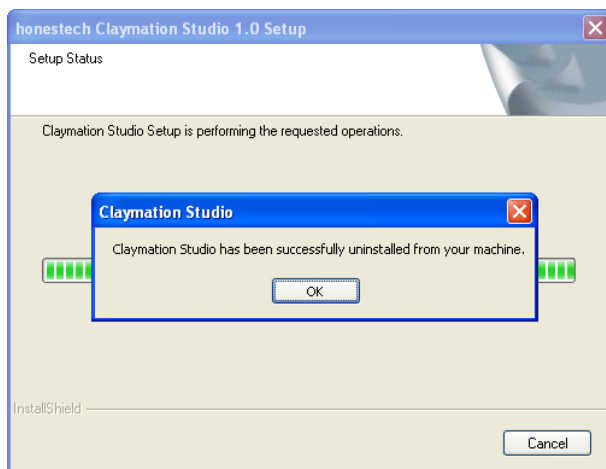 honestech Claymation Studio 1.0 Setup
Setup Status
Claymation Studio Setup is performing the requested operations.
Claymation Studio
Claymation Studio has been successfully uninstalled from your machine.
OK
InstallShield
Cancel